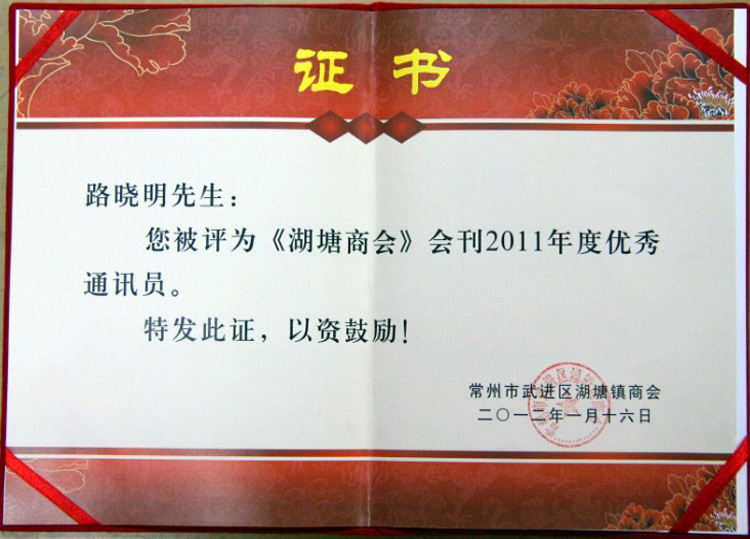 证书
路晓明先生：
您被评为《湖塘商会》会刊2011年度优秀
通讯员。
特发此证，以资鼓励！
常州市武进区湖塘镇商会
二〇一二年一月十六日